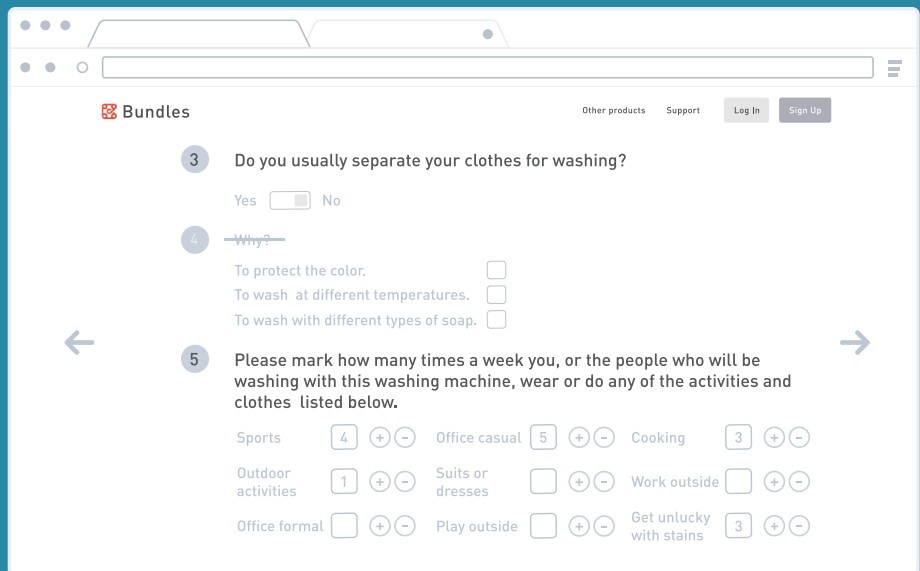 Bundles
Other products Support Log In Sign Up
3 Do you usually separate your clothes for washing?
Yes No
4 Why?
To protect the color.
To wash at different temperatures.
To wash with different types of soap.
5 Please mark how many times a week you, or the people who will be
washing with this washing machine, wear or do any of the activities and
clothes listed below.
Sports 4 + - Office casual 5 + - Cooking 3 + -
Outdoor
activities 1 + - Suits or
dresses + - Work outside + -
Office formal + - Play outside + - Get unlucky
with stains 3 + -